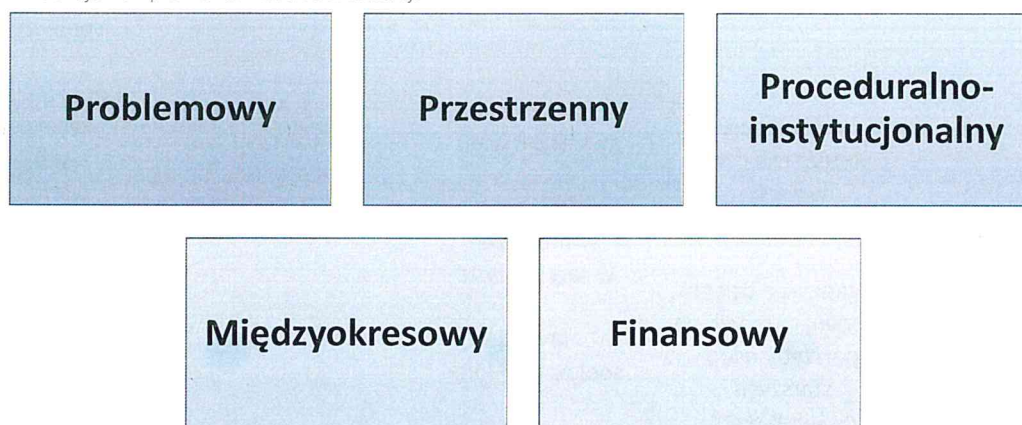 Problemowy
Przestrzenny
Proceduralno-
instytucjonalny
Międzyokresowy
Finansowy